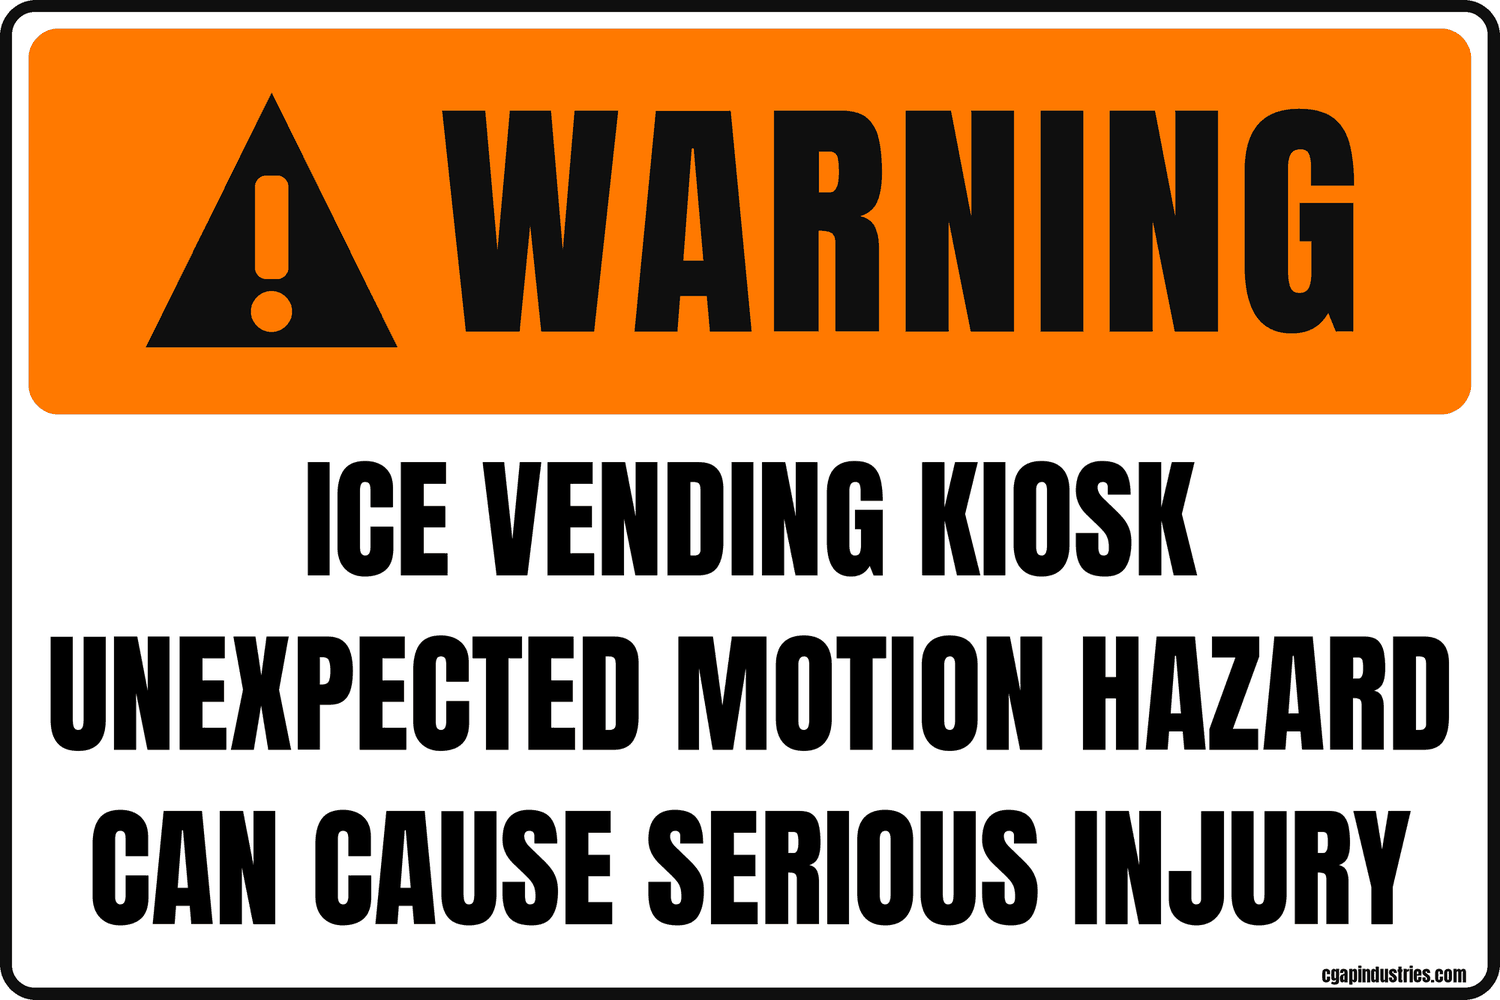 WARNING
ICE VENDING KIOSK
UNEXPECTED MOTION HAZARD
CAN CAUSE SERIOUS INJURY
cgapindustries.com